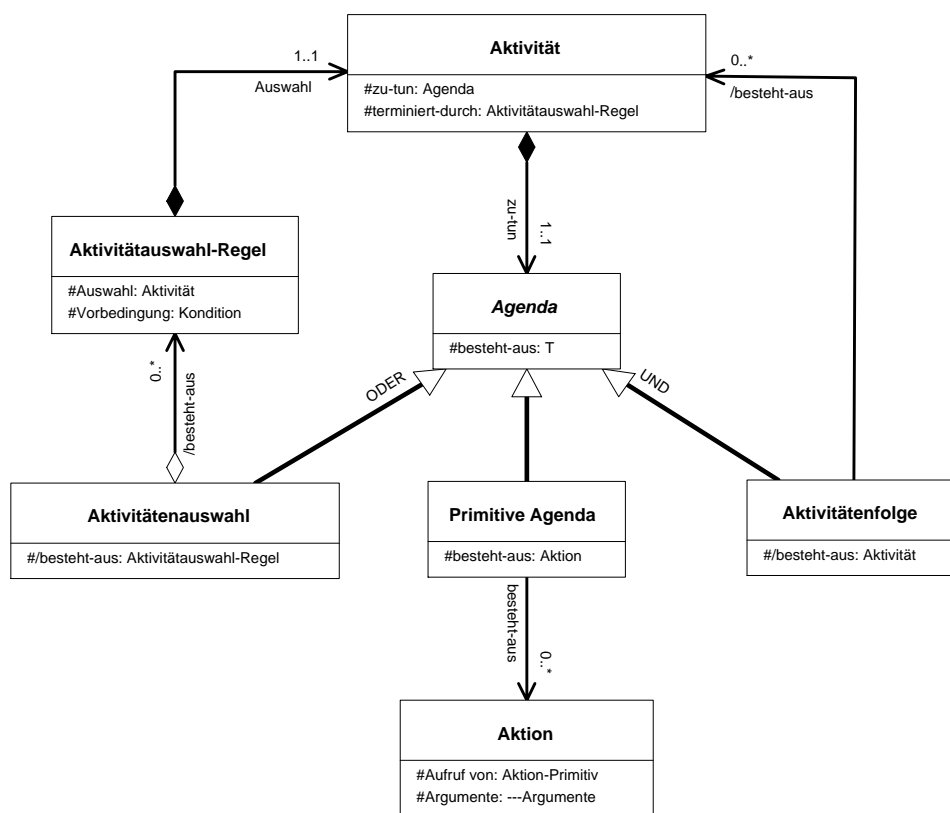 Aktivität
#zu-tun: Agenda
#terminiert-durch: Aktivitätauswahl-Regel
1..1
Auswahl
0..*
/besteht-aus
zu-tun
1..1
Aktivitätauswahl-Regel
#Auswahl: Aktivität
#Vorbedingung: Kondition
Agenda
#besteht-aus: T
0..*
/besteht-aus
ODER
UND
Aktivitätenauswahl
#/besteht-aus: Aktivitätauswahl-Regel
Primitive Agenda
#besteht-aus: Aktion
Aktivitätenfolge
#/besteht-aus: Aktivität
besteht-aus
0..*
Aktion
#Aufruf von: Aktion-Primitiv
#Argumente: ---Argumente